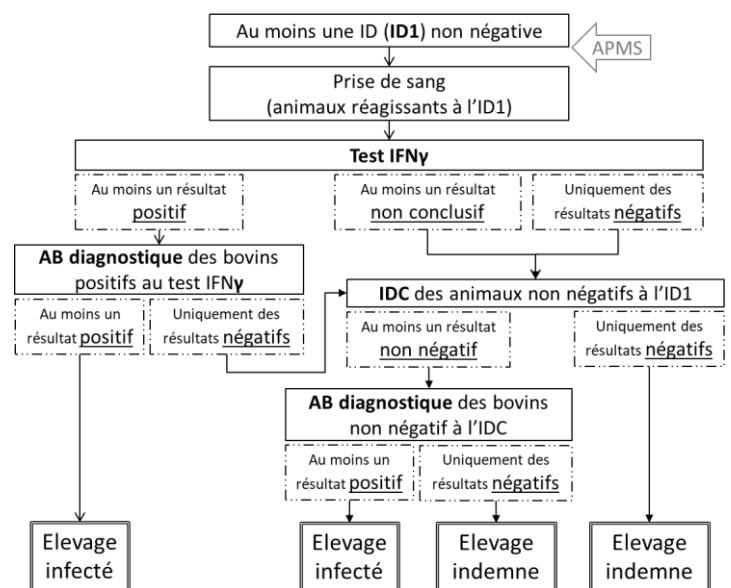 Au moins une ID (ID1) non négative
APMS
Prise de sang
(animaux réagissants à l'ID1)
Test IFNγ
Au moins un résultat
positif
Au moins un résultat
non conclusif
Uniquement des
résultats négatifs
AB diagnostique des bovins
positifs au test IFNγ
IDC des animaux non négatifs à l'ID1
Au moins un
résultat positif
Uniquement des
résultats négatifs
Au moins un résultat
non négatif
Uniquement des
résultats négatifs
AB diagnostique des bovins
non négatif à l'IDC
Au moins un
résultat positif
Uniquement des
résultats négatifs
Elevage
infecté
Elevage
infecté
Elevage
indemne
Elevage
indemne